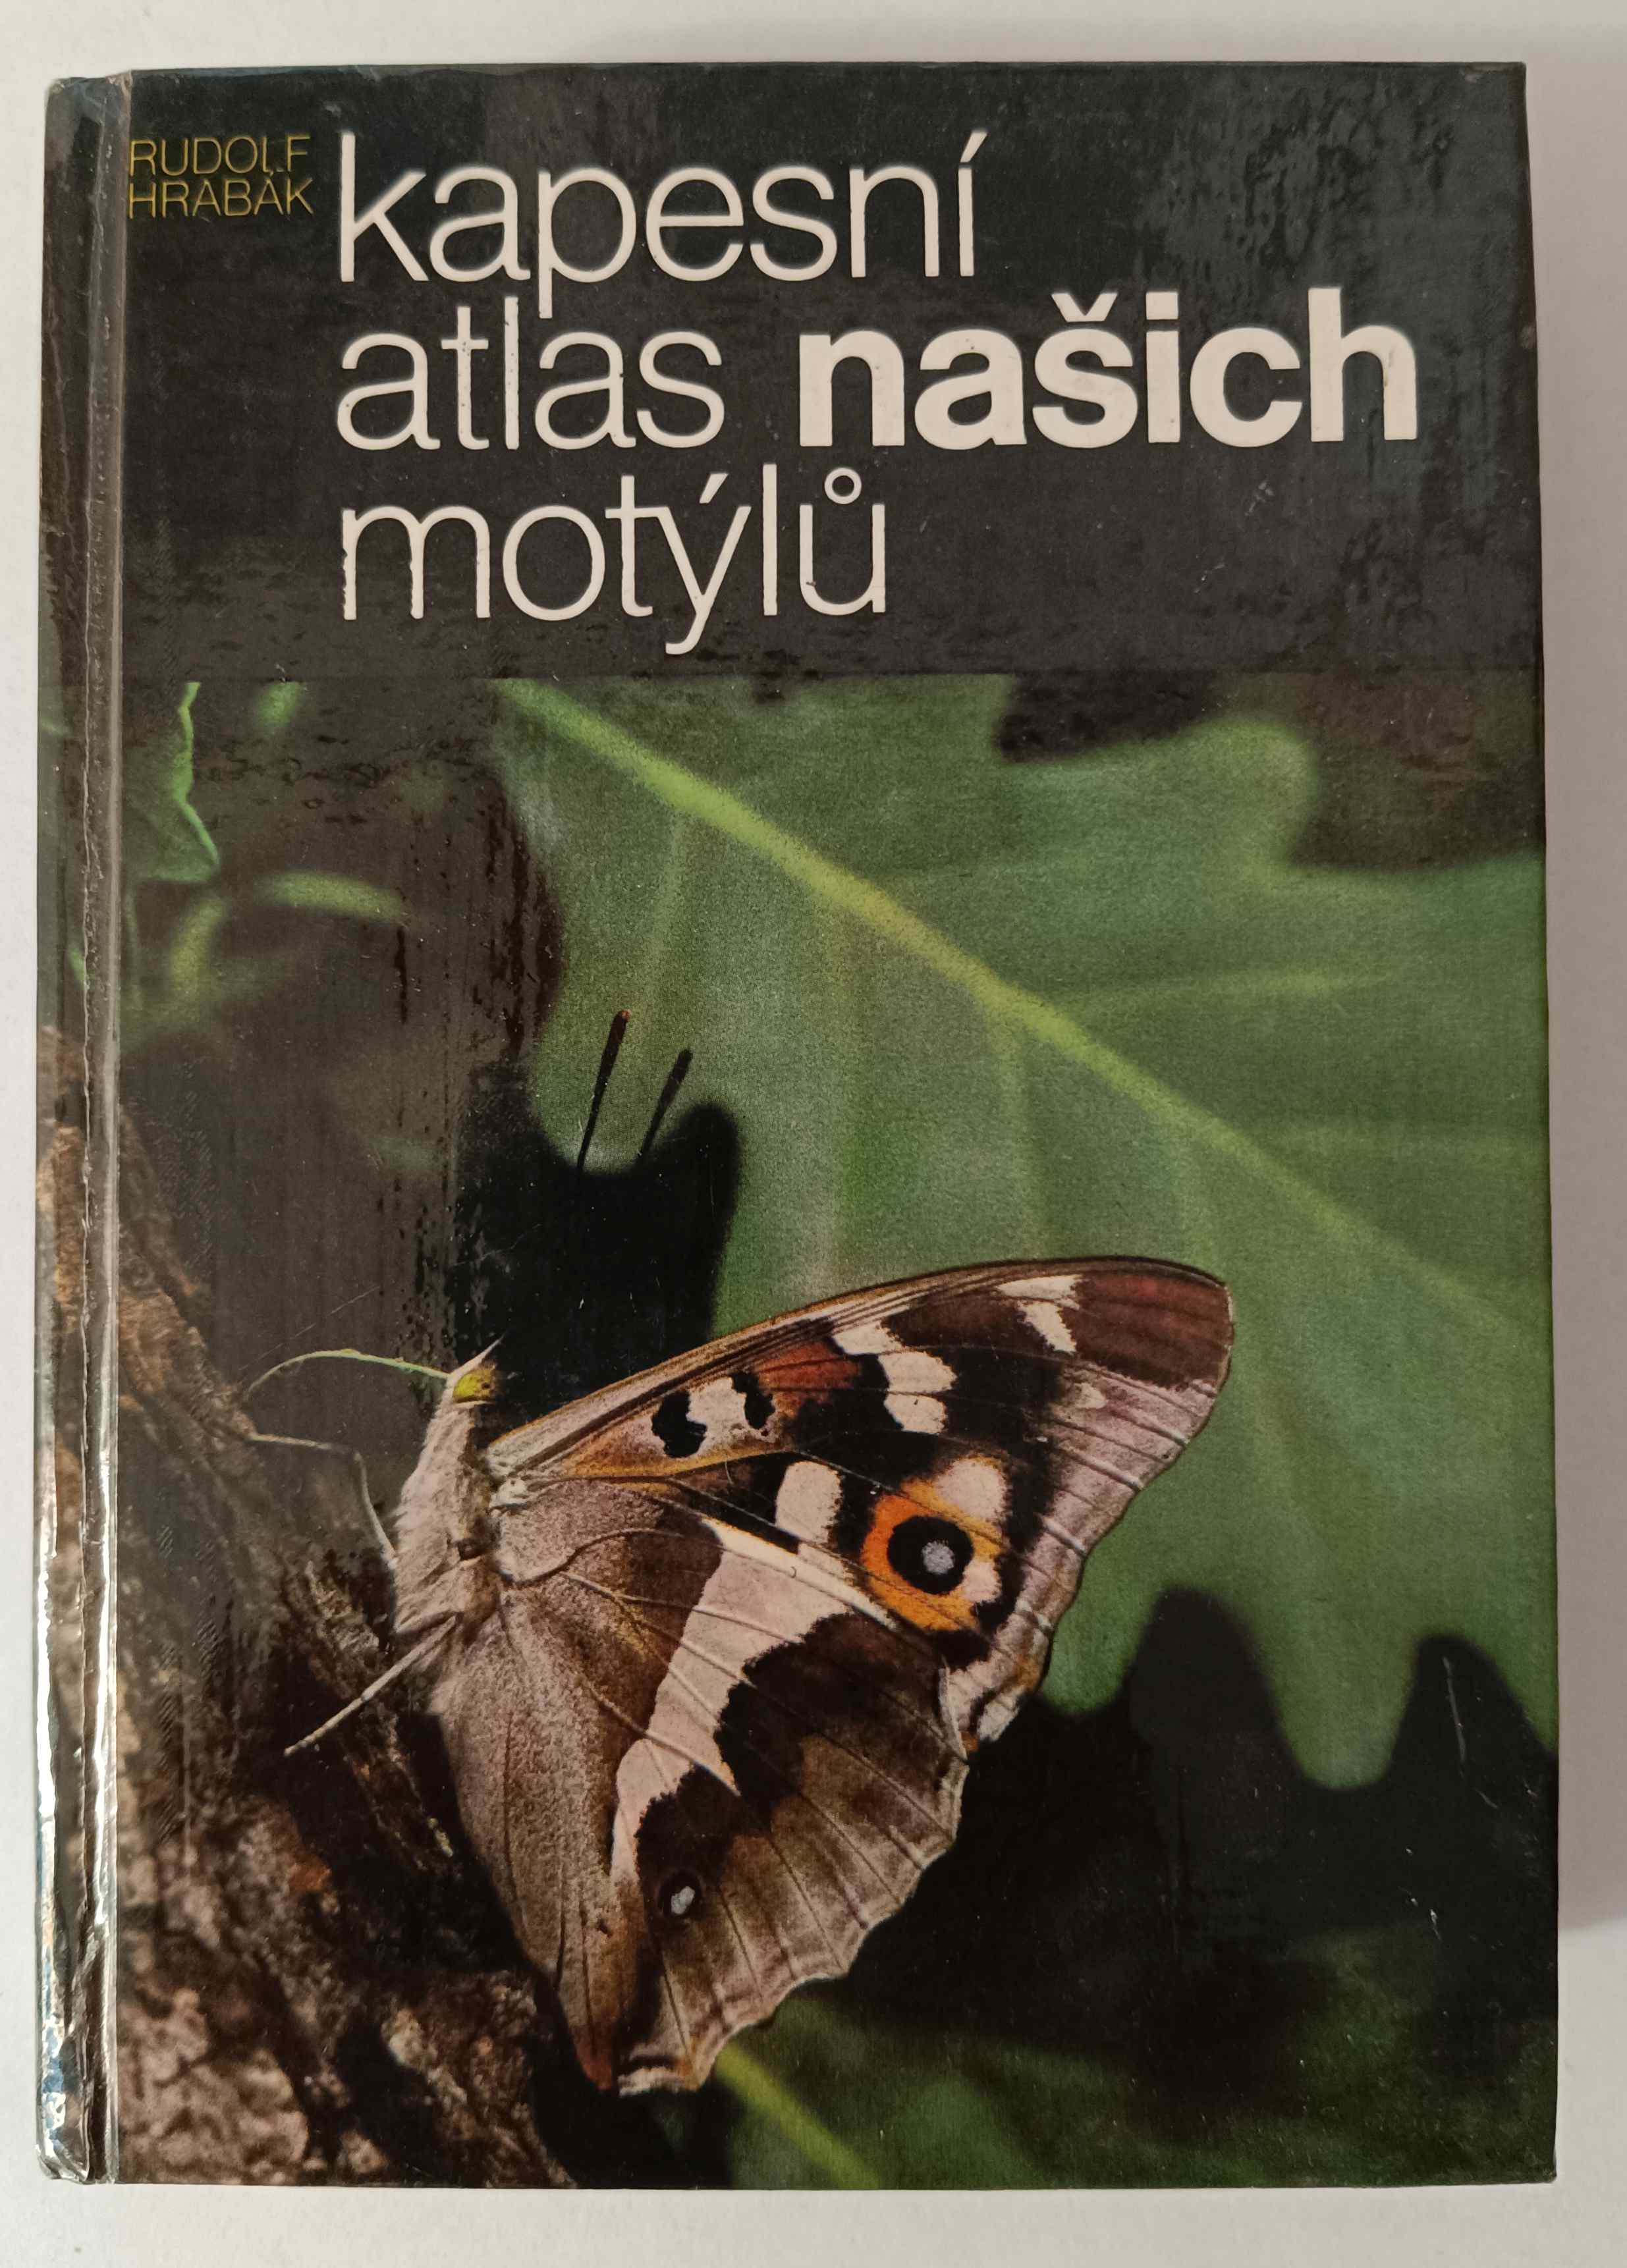 RUDOLF
HRABÁK
kapesní
atlas našich
motýlů